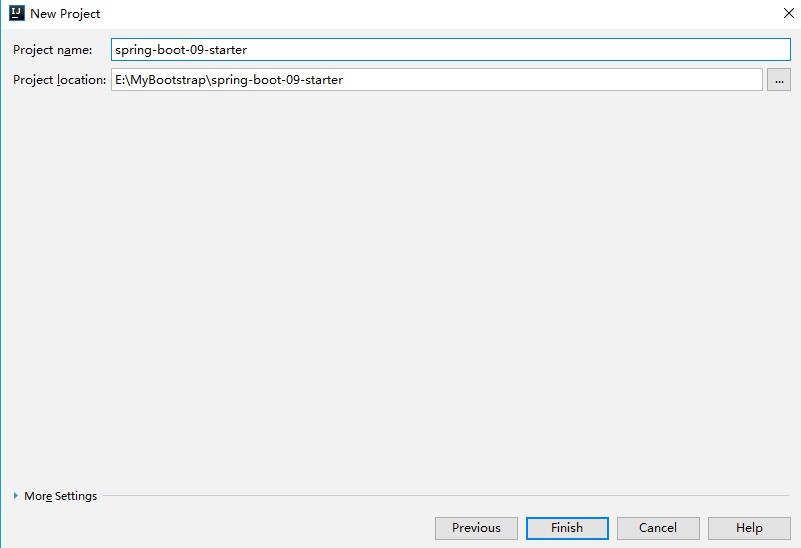 IJ New Project
Project name: spring-boot-09-starter
Project location: E:\MyBootstrap\spring-boot-09-starter ...
More Settings
Previous Finish Cancel Help